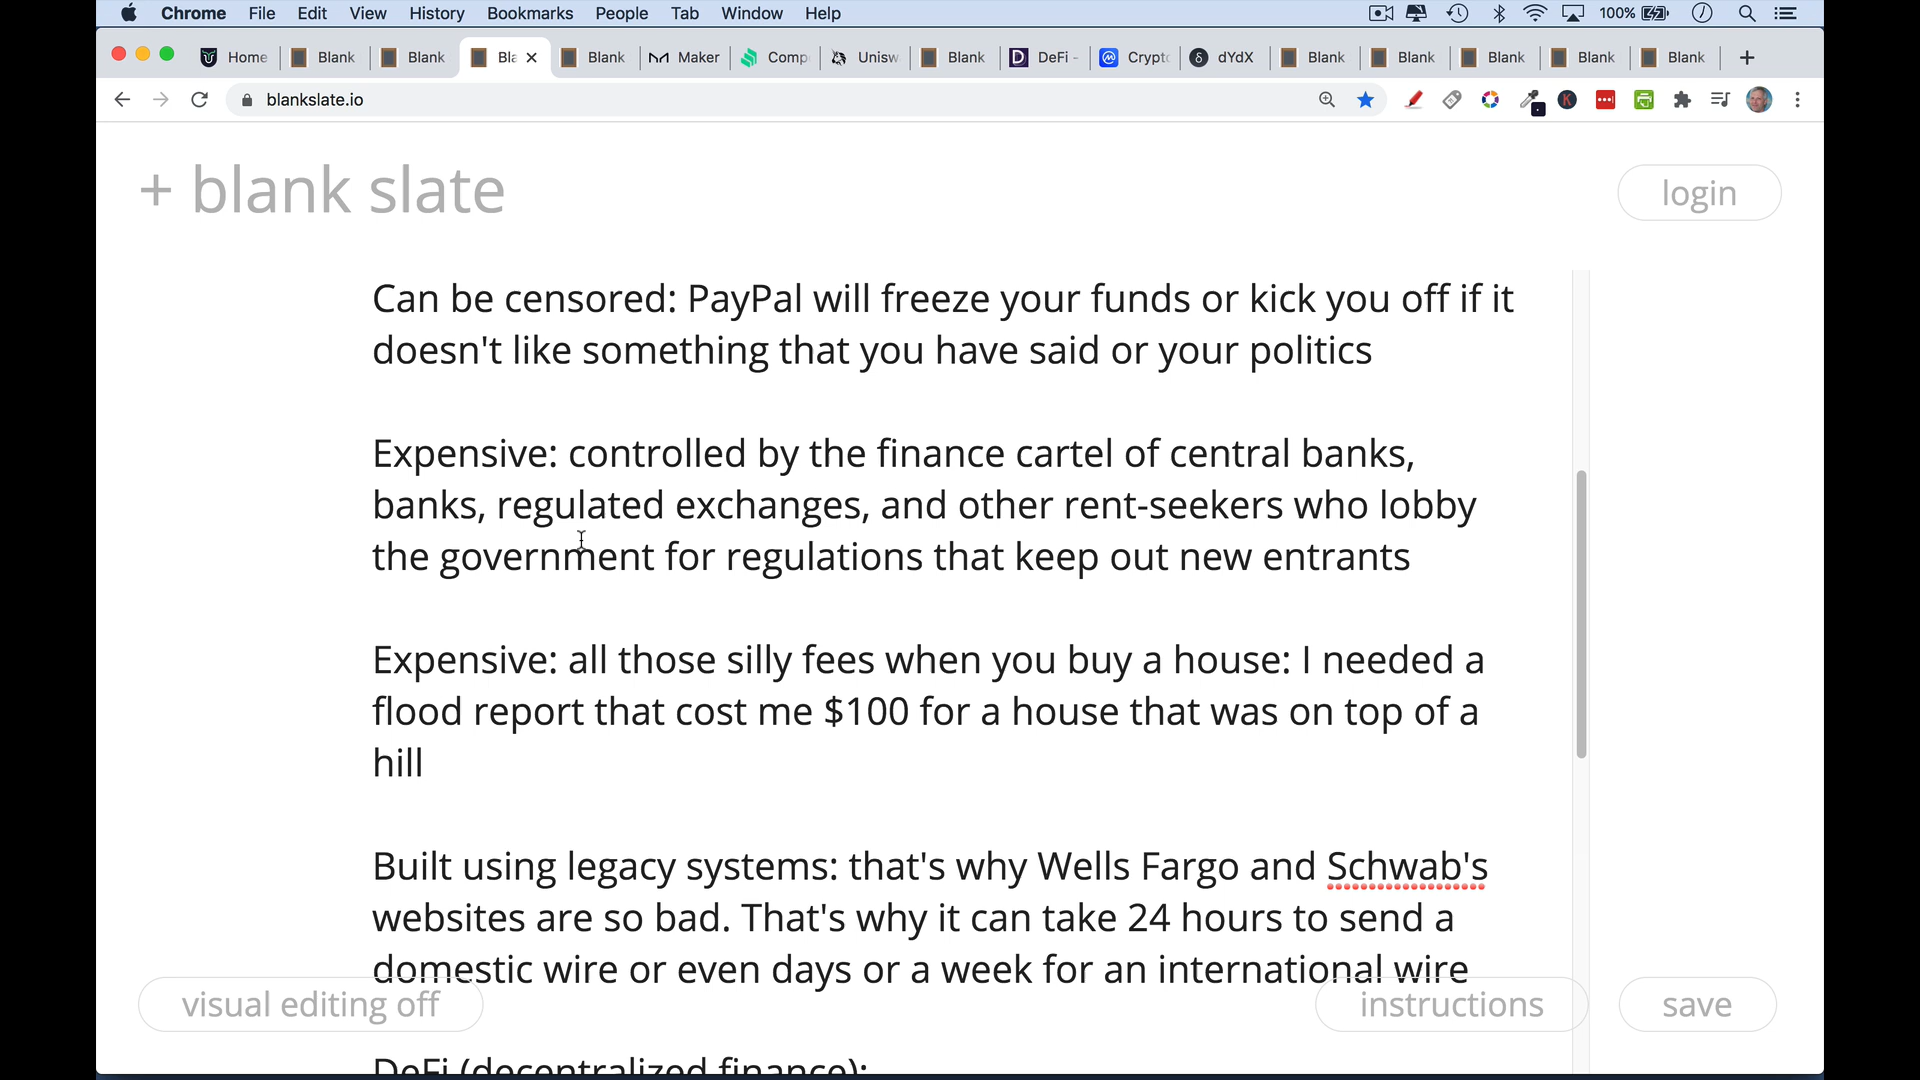 Chrome File Edit View History Bookmarks People Tab Window Help 100%
Home Blank Blank Bla Blank Maker Comp Unisw Blank DeFi - Crypto dYdX Blank Blank Blank Blank Blank
blankslate.io
+ blank slate
login
Can be censored: PayPal will freeze your funds or kick you off if it
doesn't like something that you have said or your politics
Expensive: controlled by the finance cartel of central banks,
banks, regulated exchanges, and other rent-seekers who lobby
the government for regulations that keep out new entrants
Expensive: all those silly fees when you buy a house: I needed a
flood report that cost me $100 for a house that was on top of a
hill
Built using legacy systems: that's why Wells Fargo and Schwab's
websites are so bad. That's why it can take 24 hours to send a
domestic wire or even days or a week for an international wire
visual editing off
instructions
save
DeFi (decentralized finance):